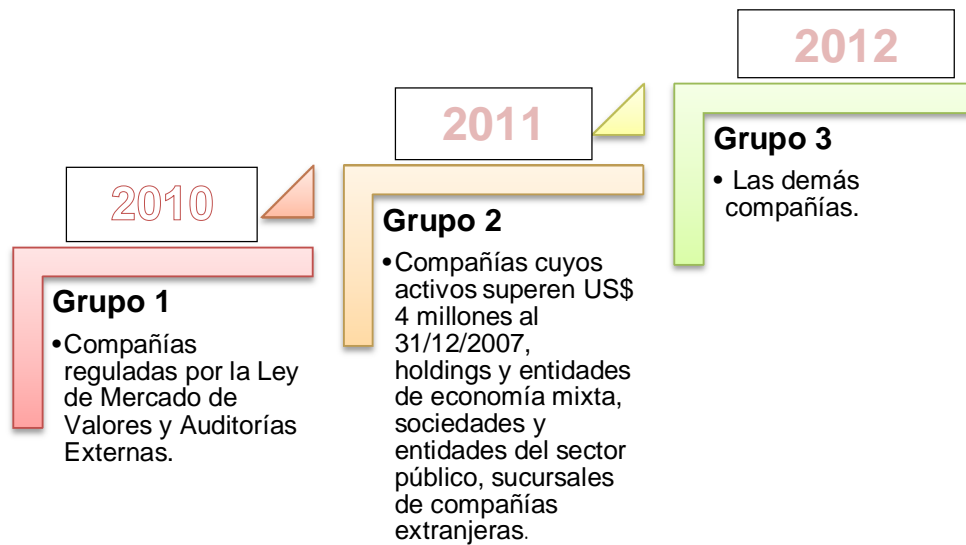 2010
Grupo 1
•Compañías
reguladas por la Ley
de Mercado de
Valores y Auditorías
Externas.
2011
Grupo 2
•Compañías cuyos
activos superen US$
4 millones al
31/12/2007,
holdings y entidades
de economía mixta,
sociedades y
entidades del sector
público, sucursales
de compañías
extranjeras.
2012
Grupo 3
• Las demás
compañías.